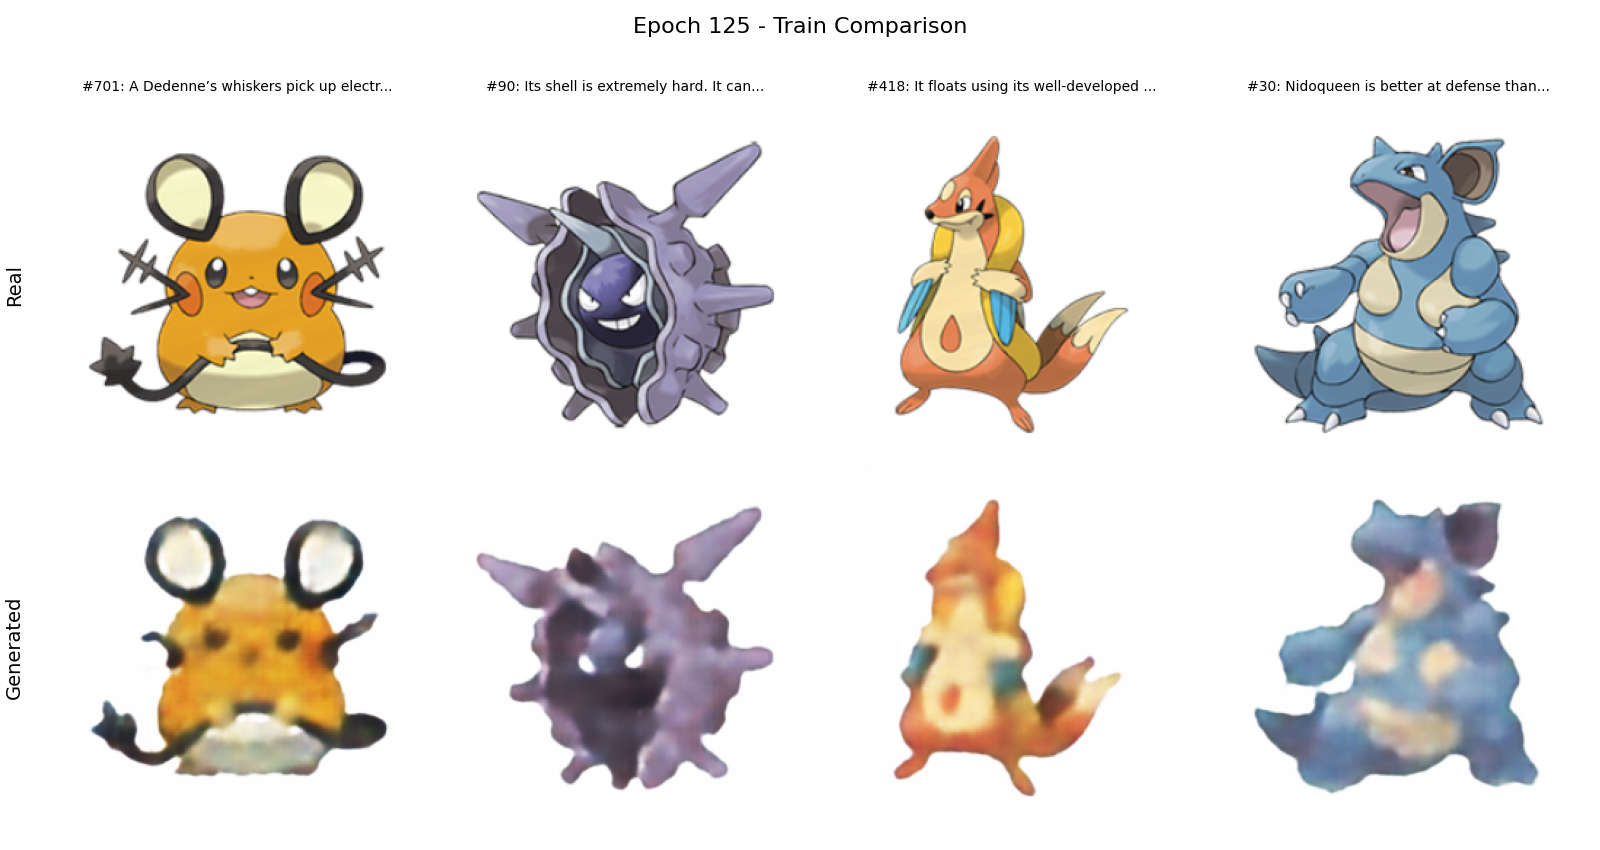 Epoch 125 - Train Comparison
#701: A Dedenne’s whiskers pick up electr...
#90: Its shell is extremely hard. It can...
#418: It floats using its well-developed ...
#30: Nidoqueen is better at defense than...
Real
Generated